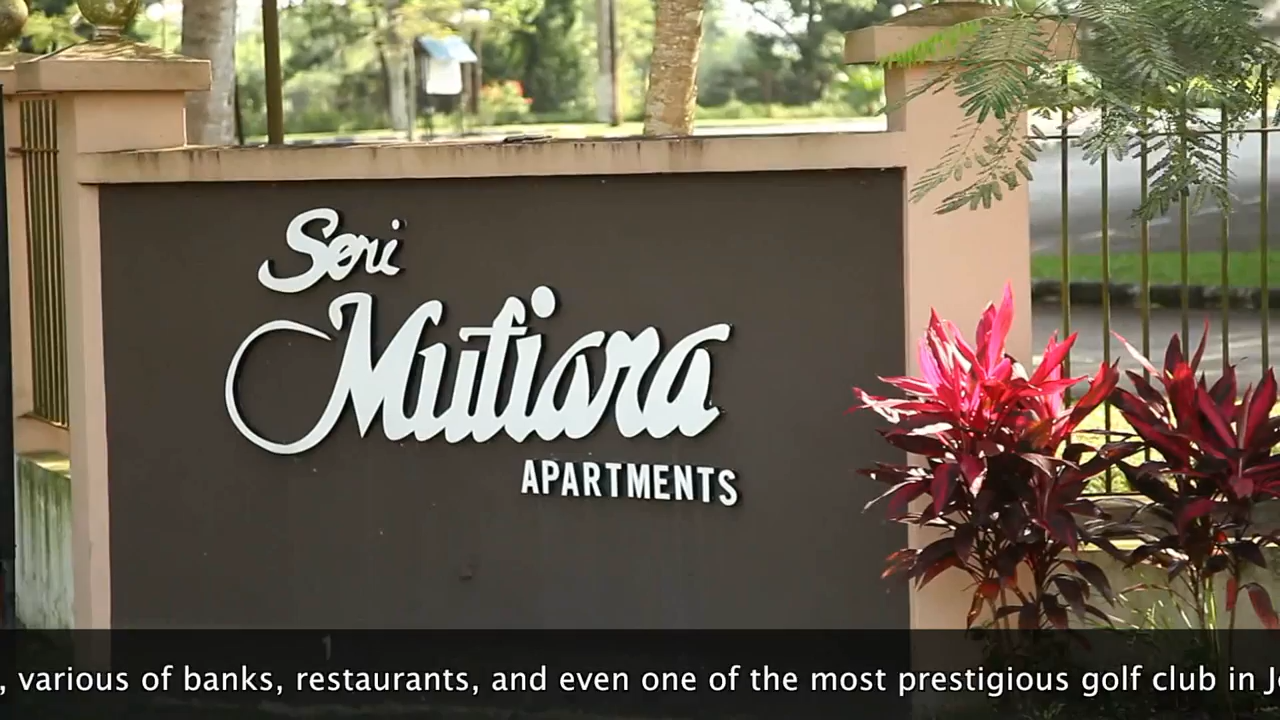 Seri
Mutiara
APARTMENTS
, various of banks, restaurants, and even one of the most prestigious golf club in